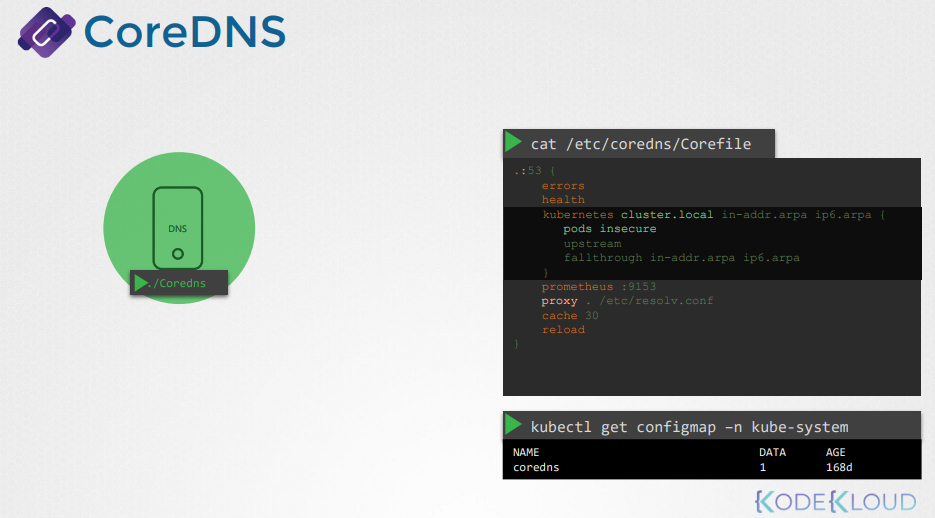 CoreDNS
DNS
./Coredns
cat /etc/coredns/Corefile
.:53 {
errors
health
kubernetes cluster.local in-addr.arpa ip6.arpa {
pods insecure
upstream
fallthrough in-addr.arpa ip6.arpa
}
prometheus :9153
proxy . /etc/resolv.conf
cache 30
reload
}
kubectl get configmap –n kube-system
NAME DATA AGE
coredns 1 168d
KODEKLOUD